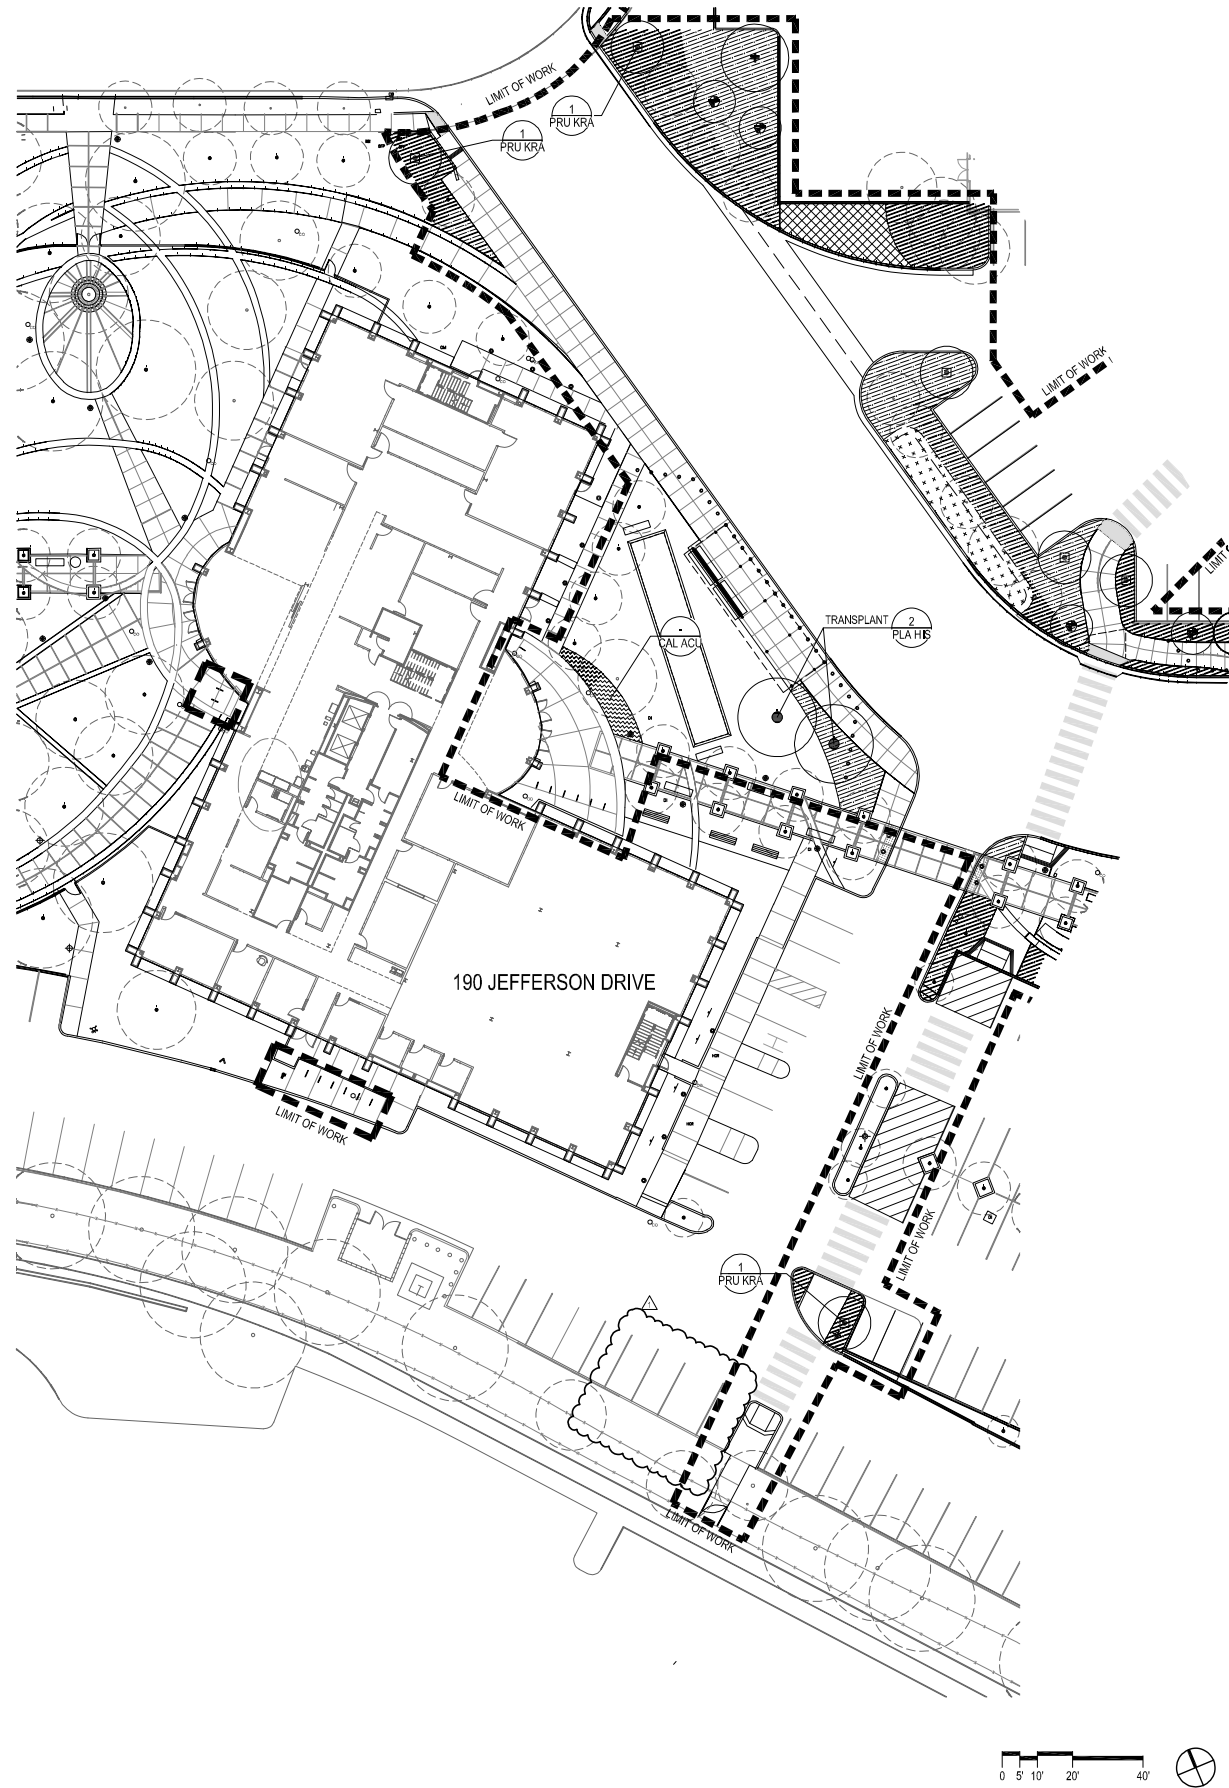 LIMIT OF WORK
1
PRU KRA
1
PRU KRA
LIMIT OF WORK
LIMIT
TRANSPLANT
2
PLA HIS
-
CAL ACU
LIMIT OF WORK
190 JEFFERSON DRIVE
LIMIT OF WORK
LIMIT OF WORK
LIMIT OF WORK
1
PRU KRA
1
LIMIT OF WORK
0 5' 10' 20' 40'